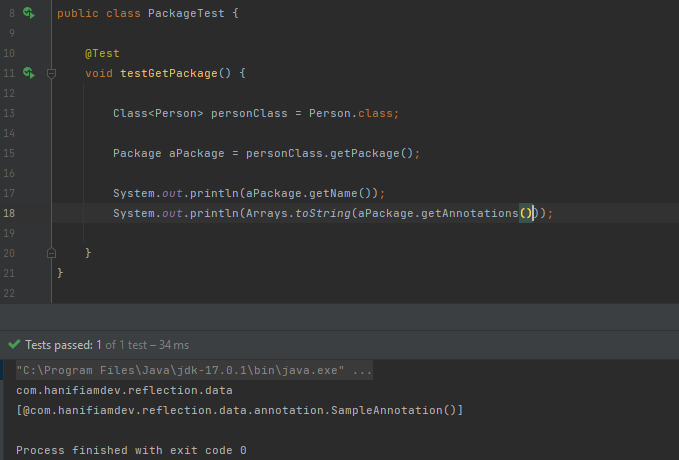 8 public class PackageTest {
9
10 @Test
11 void testGetPackage() {
12
13 Class<Person> personClass = Person.class;
14
15 Package aPackage = personClass.getPackage();
16
17 System.out.println(aPackage.getName());
18 System.out.println(Arrays.toString(aPackage.getAnnotations()));
19
20 }
21 }
22
Tests passed: 1 of 1 test – 34 ms
"C:\Program Files\Java\jdk-17.0.1\bin\java.exe" ...
com.hanifiamdev.reflection.data
[@com.hanifiamdev.reflection.data.annotation.SampleAnnotation()]
Process finished with exit code 0